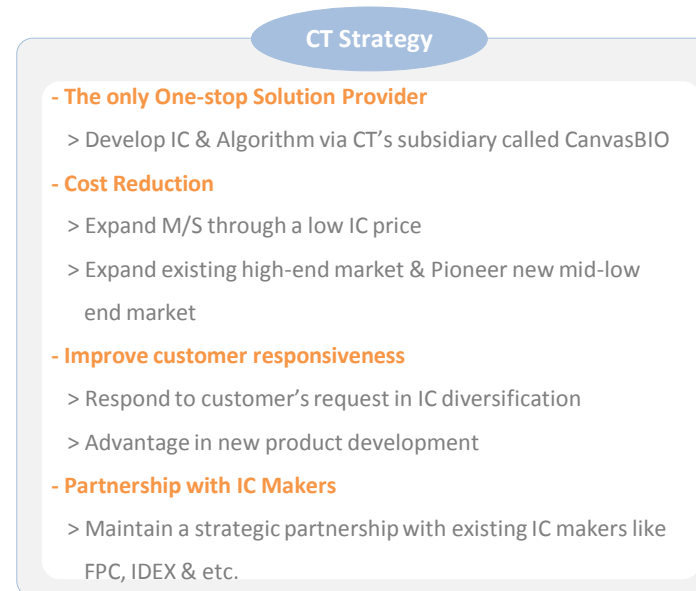 CT Strategy
- The only One-stop Solution Provider
> Develop IC & Algorithm via CT's subsidiary called CanvasBIO
- Cost Reduction
> Expand M/S through a low IC price
> Expand existing high-end market & Pioneer new mid-low
end market
- Improve customer responsiveness
> Respond to customer's request in IC diversification
> Advantage in new product development
- Partnership with IC Makers
> Maintain a strategic partnership with existing IC makers like
FPC, IDEX & etc.